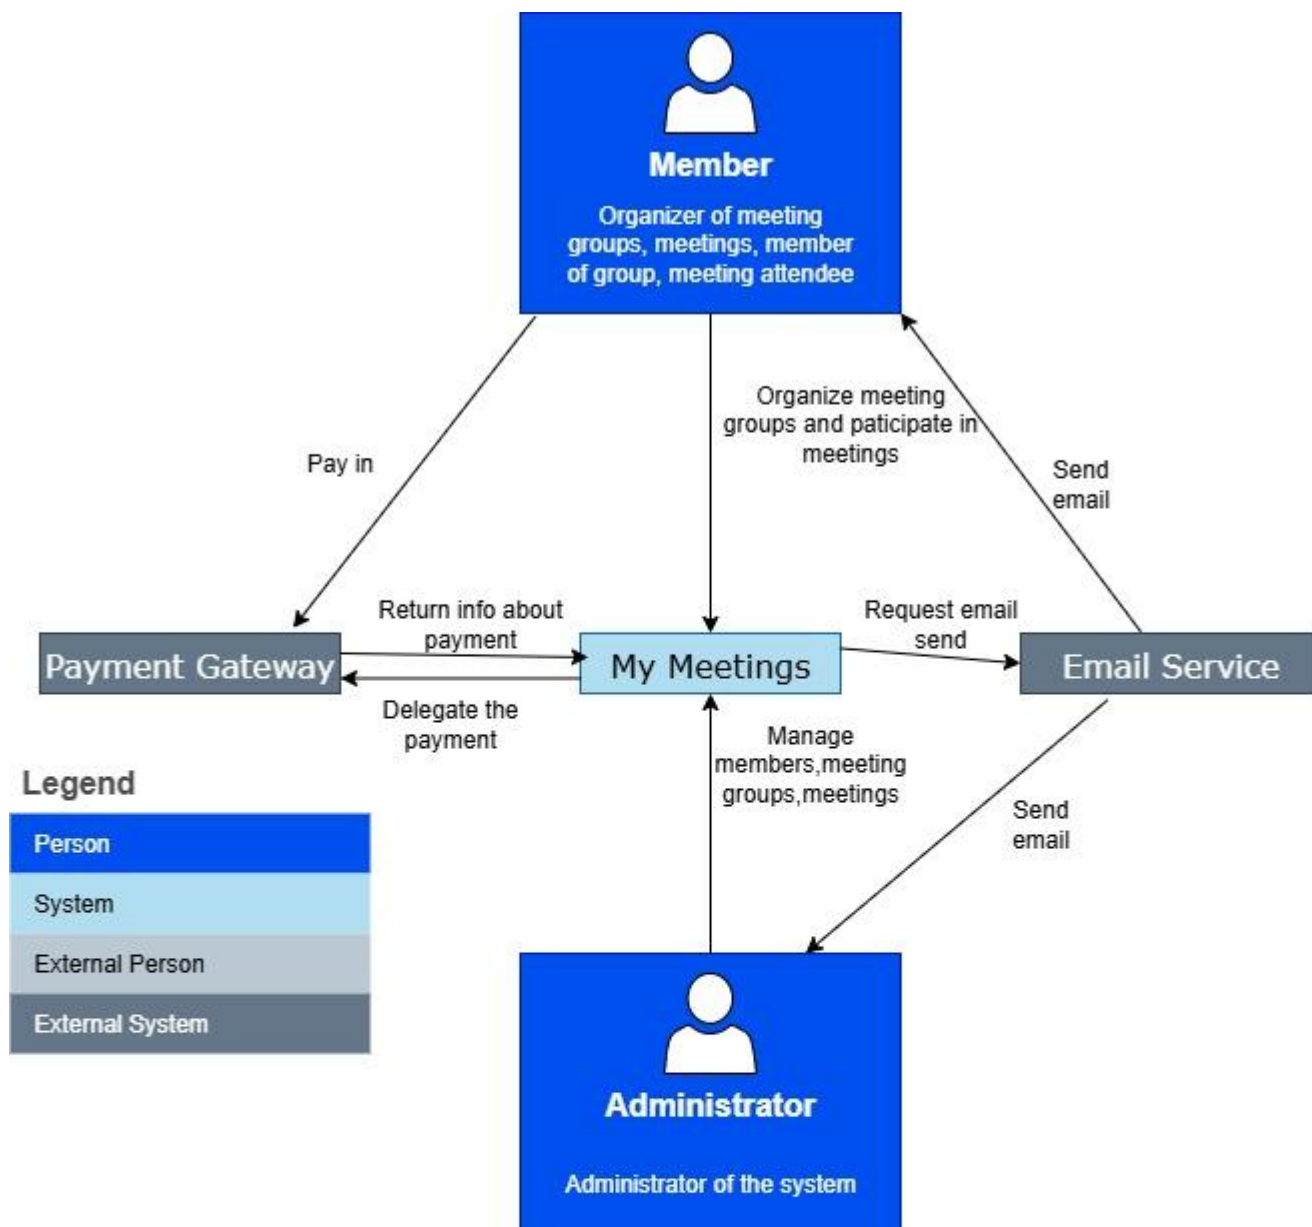 Member
Organizer of meeting
groups, meetings, member
of group, meeting attendee
Organize meeting
groups and paticipate in
meetings
Pay in
Send
email
Return info about
payment
Request email
send
Payment Gateway
My Meetings
Email Service
Delegate the
payment
Manage
members,meeting
groups,meetings
Send
email
Legend
Person
System
External Person
External System
Administrator
Administrator of the system